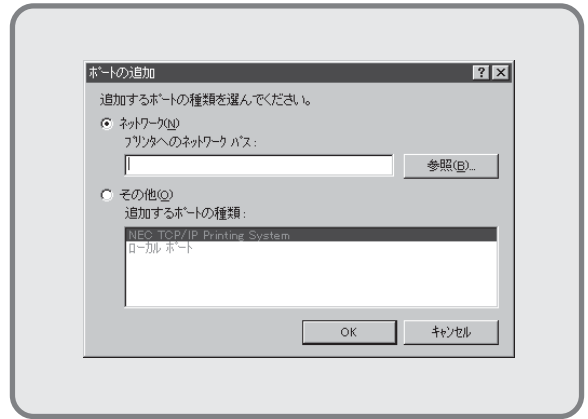 ポートの追加
追加するポートの種類を選んでください。
ネットワーク(N)
プリンタへのネットワーク パス:
参照(B)...
その他(O)
追加するポートの種類:
NEC TCP/IP Printing System
ローカル ポート
OK
キャンセル